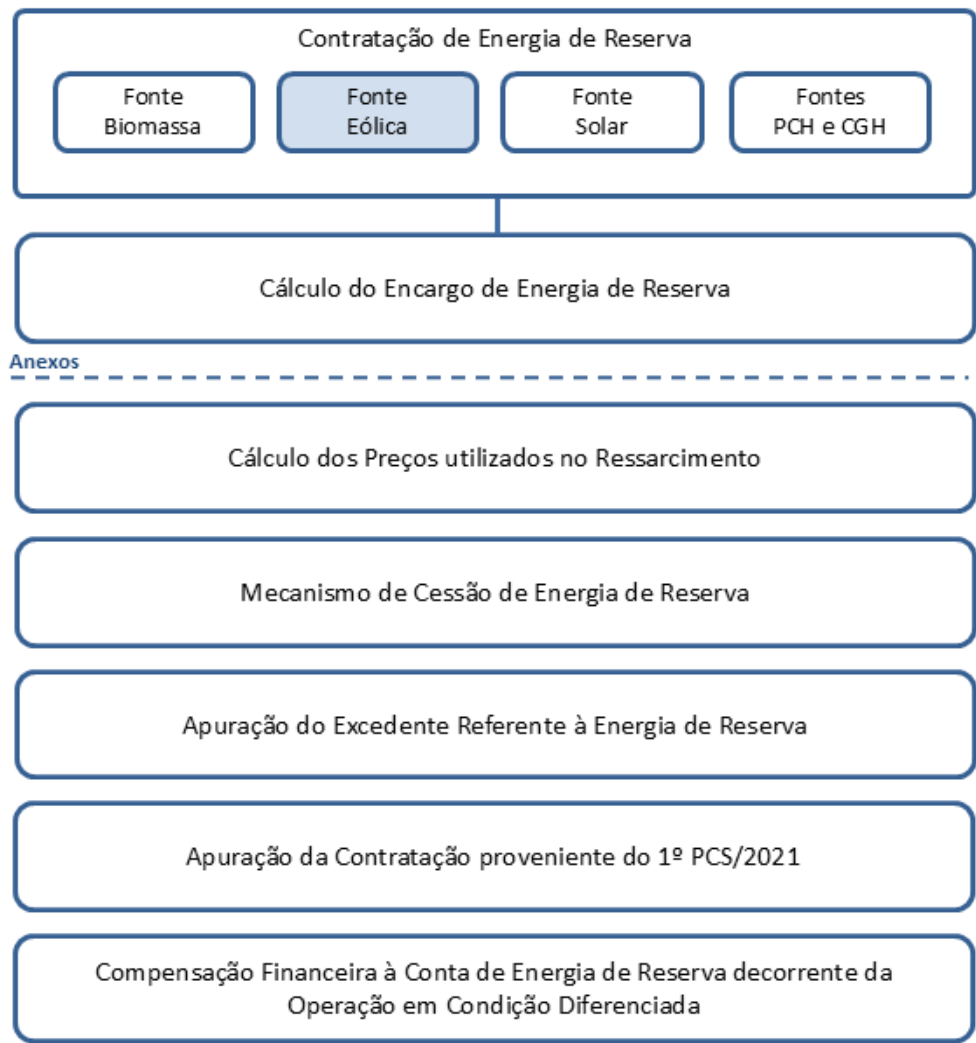 Contratação de Energia de Reserva
Fonte
Biomassa
Fonte
Eólica
Fonte
Solar
Fontes
PCH e CGH
Cálculo do Encargo de Energia de Reserva
Anexos
Cálculo dos Preços utilizados no Ressarcimento
Mecanismo de Cessão de Energia de Reserva
Apuração do Excedente Referente à Energia de Reserva
Apuração da Contratação proveniente do 1º PCS/2021
Compensação Financeira à Conta de Energia de Reserva decorrente da
Operação em Condição Diferenciada